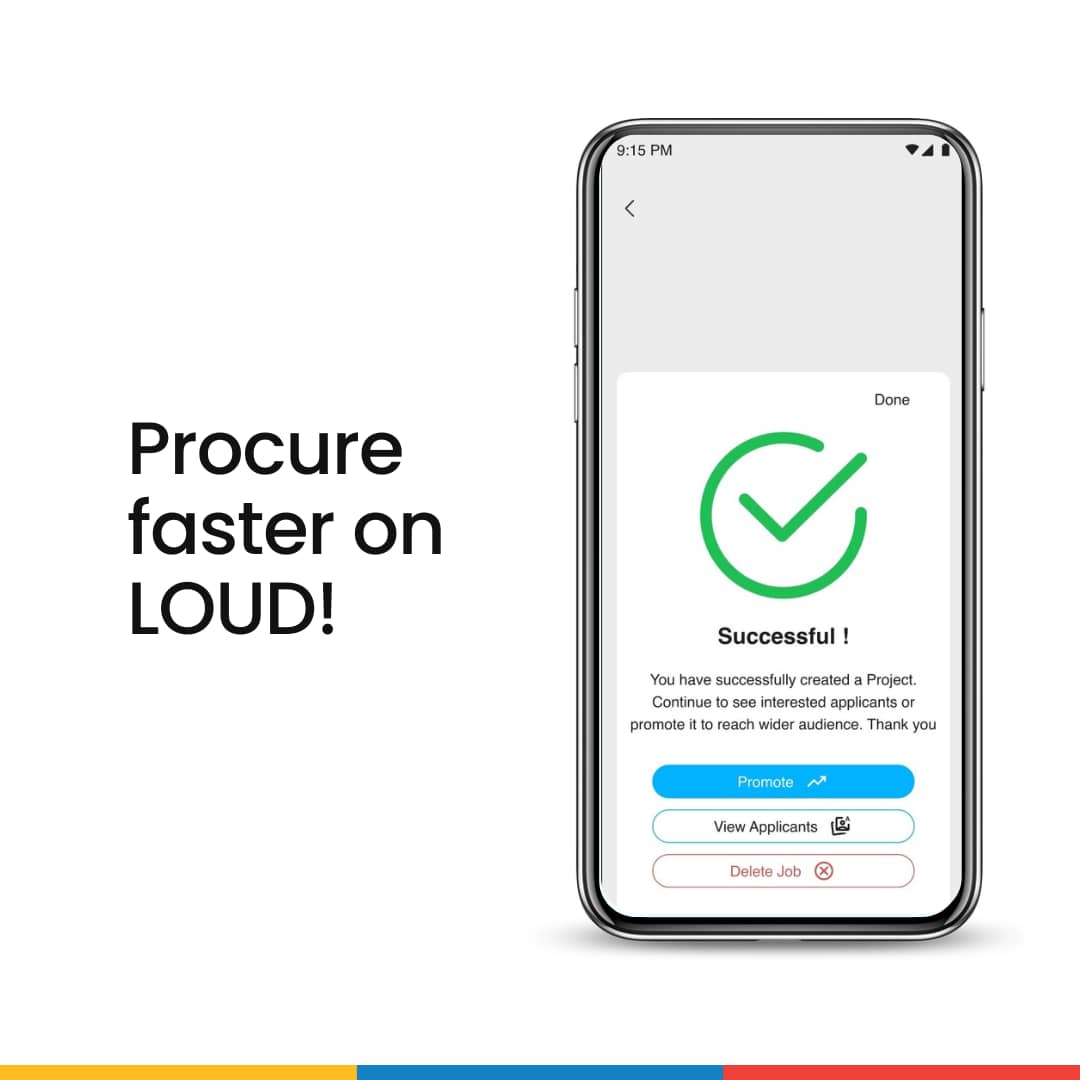 Procure
faster on
LOUD!
9:15 PM
Done
Successful !
You have successfully created a Project.
Continue to see interested applicants or
promote it to reach wider audience. Thank you
Promote
View Applicants
Delete Job